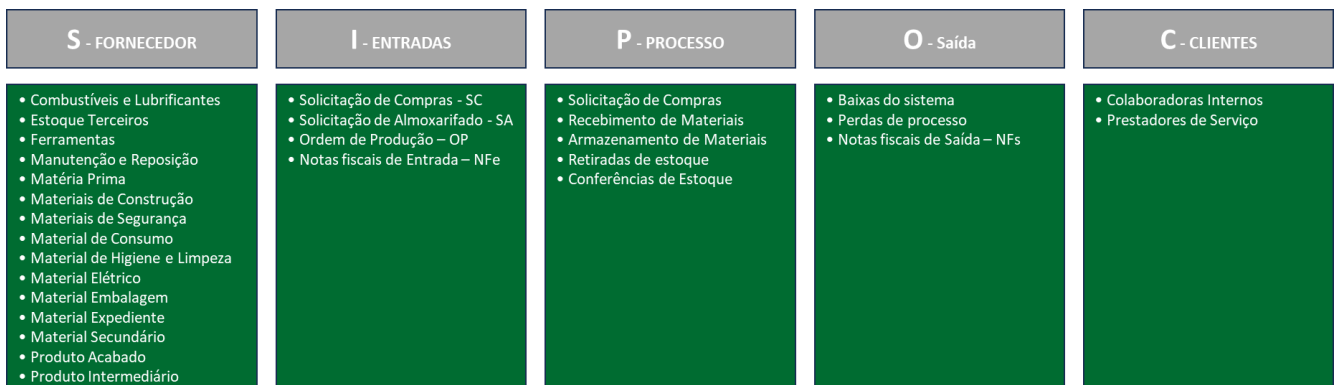 S - FORNECEDOR
• Combustíveis e Lubrificantes
• Estoque Terceiros
• Ferramentas
• Manutenção e Reposição
• Matéria Prima
• Materiais de Construção
• Materiais de Segurança
• Material de Consumo
• Material de Higiene e Limpeza
• Material Elétrico
• Material Embalagem
• Material Expediente
• Material Secundário
• Produto Acabado
• Produto Intermediário
I - ENTRADAS
• Solicitação de Compras - SC
• Solicitação de Almoxarifado - SA
• Ordem de Produção – OP
• Notas fiscais de Entrada – NFe
P - PROCESSO
• Solicitação de Compras
• Recebimento de Materiais
• Armazenamento de Materiais
• Retiradas de estoque
• Conferências de Estoque
O - Saída
• Baixas do sistema
• Perdas de processo
• Notas fiscais de Saída – NFs
C - CLIENTES
• Colaboradoras Internos
• Prestadores de Serviço